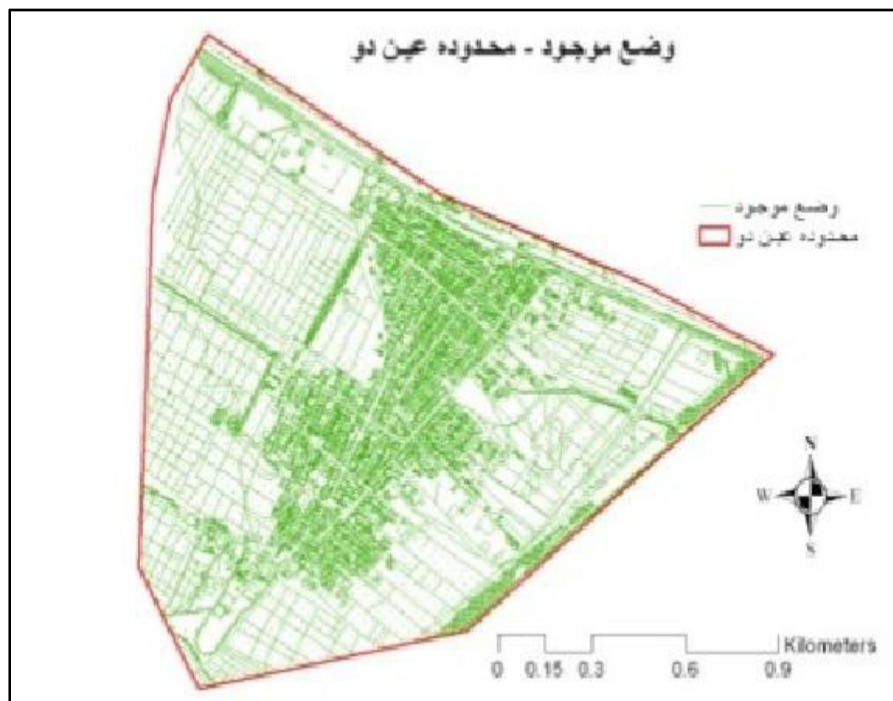 وضع موجود - محدوده عین دو
وضع موجود
محدوده عین دو
N
W E
S
Kilometers
0 0.15 0.3 0.6 0.9